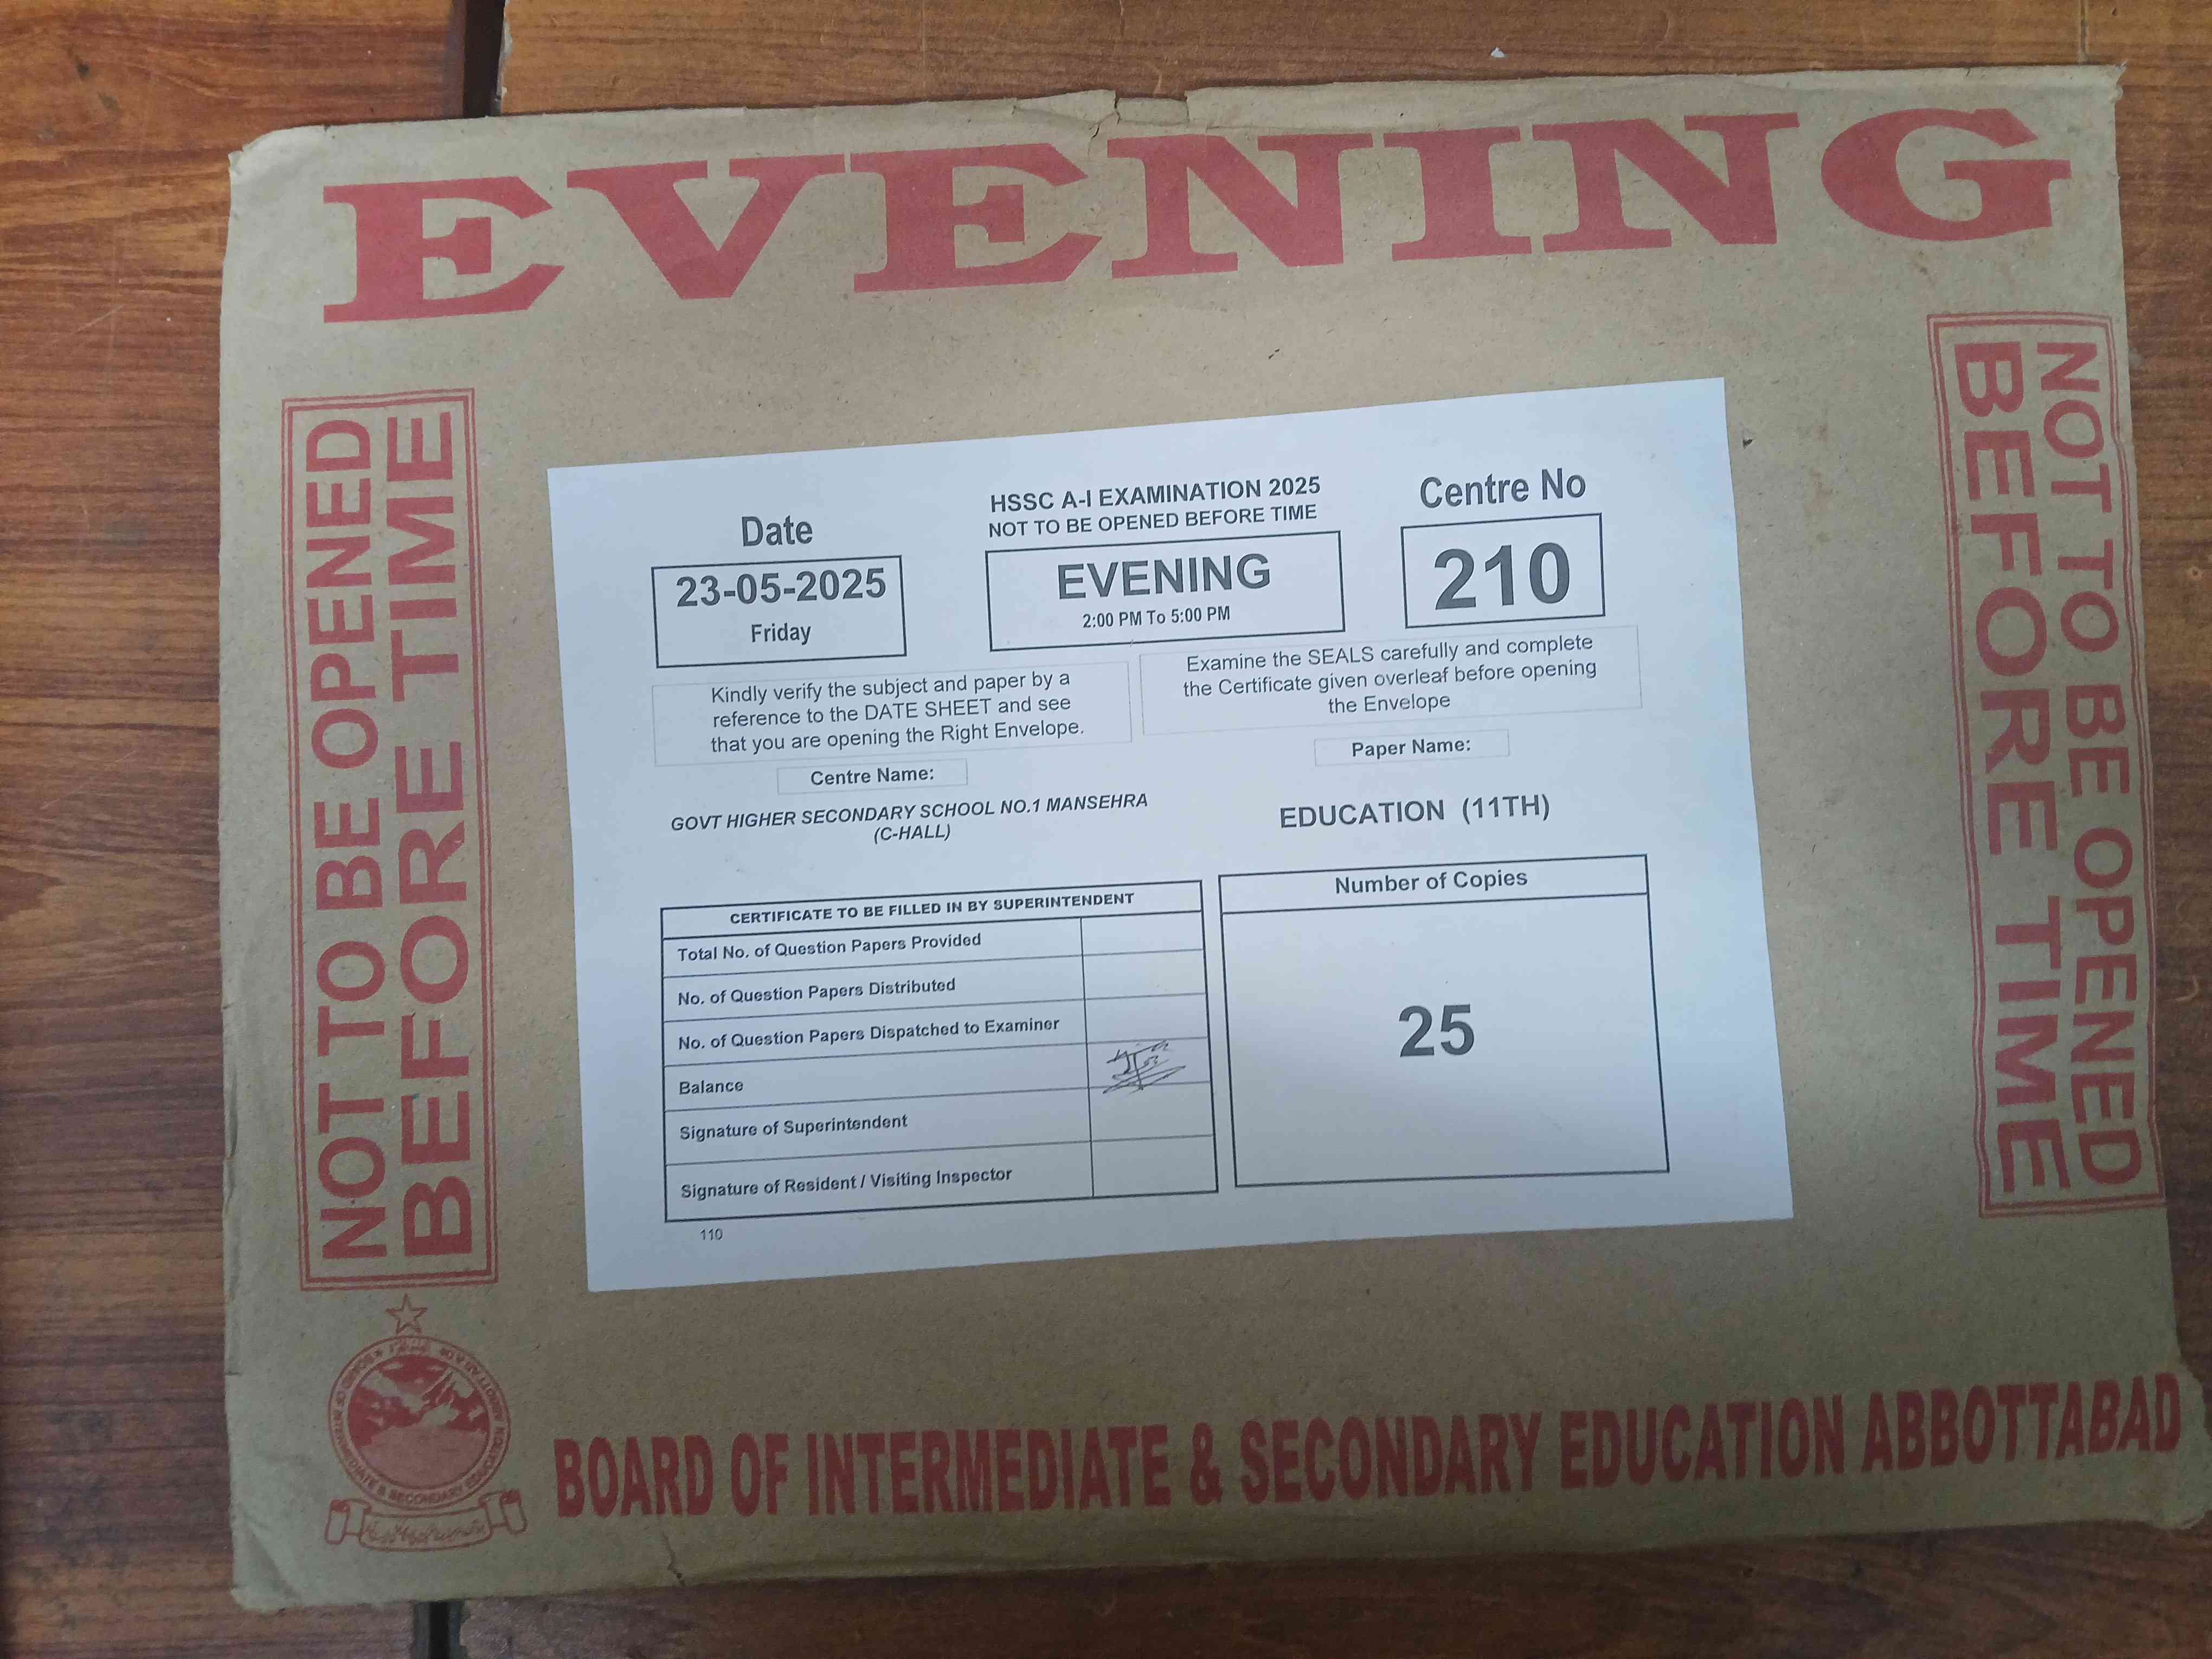 EVENING
NOT TO BE OPENED
BEFORE TIME
NOT TO BE OPENED
BEFORE TIME
Date
23-05-2025
Friday
HSSC A-I EXAMINATION 2025
NOT TO BE OPENED BEFORE TIME
EVENING
2:00 PM To 5:00 PM
Centre No
210
Kindly verify the subject and paper by a
reference to the DATE SHEET and see
that you are opening the Right Envelope.
Examine the SEALS carefully and complete
the Certificate given overleaf before opening
the Envelope
Centre Name:
GOVT HIGHER SECONDARY SCHOOL NO.1 MANSEHRA
(C-HALL)
Paper Name:
EDUCATION (11TH)
CERTIFICATE TO BE FILLED IN BY SUPERINTENDENT
Total No. of Question Papers Provided
No. of Question Papers Distributed
No. of Question Papers Dispatched to Examiner
Balance
Signature of Superintendent
Signature of Resident / Visiting Inspector
110
Number of Copies
25
BOARD OF INTERMEDIATE & SECONDARY EDUCATION ABBOTTABAD